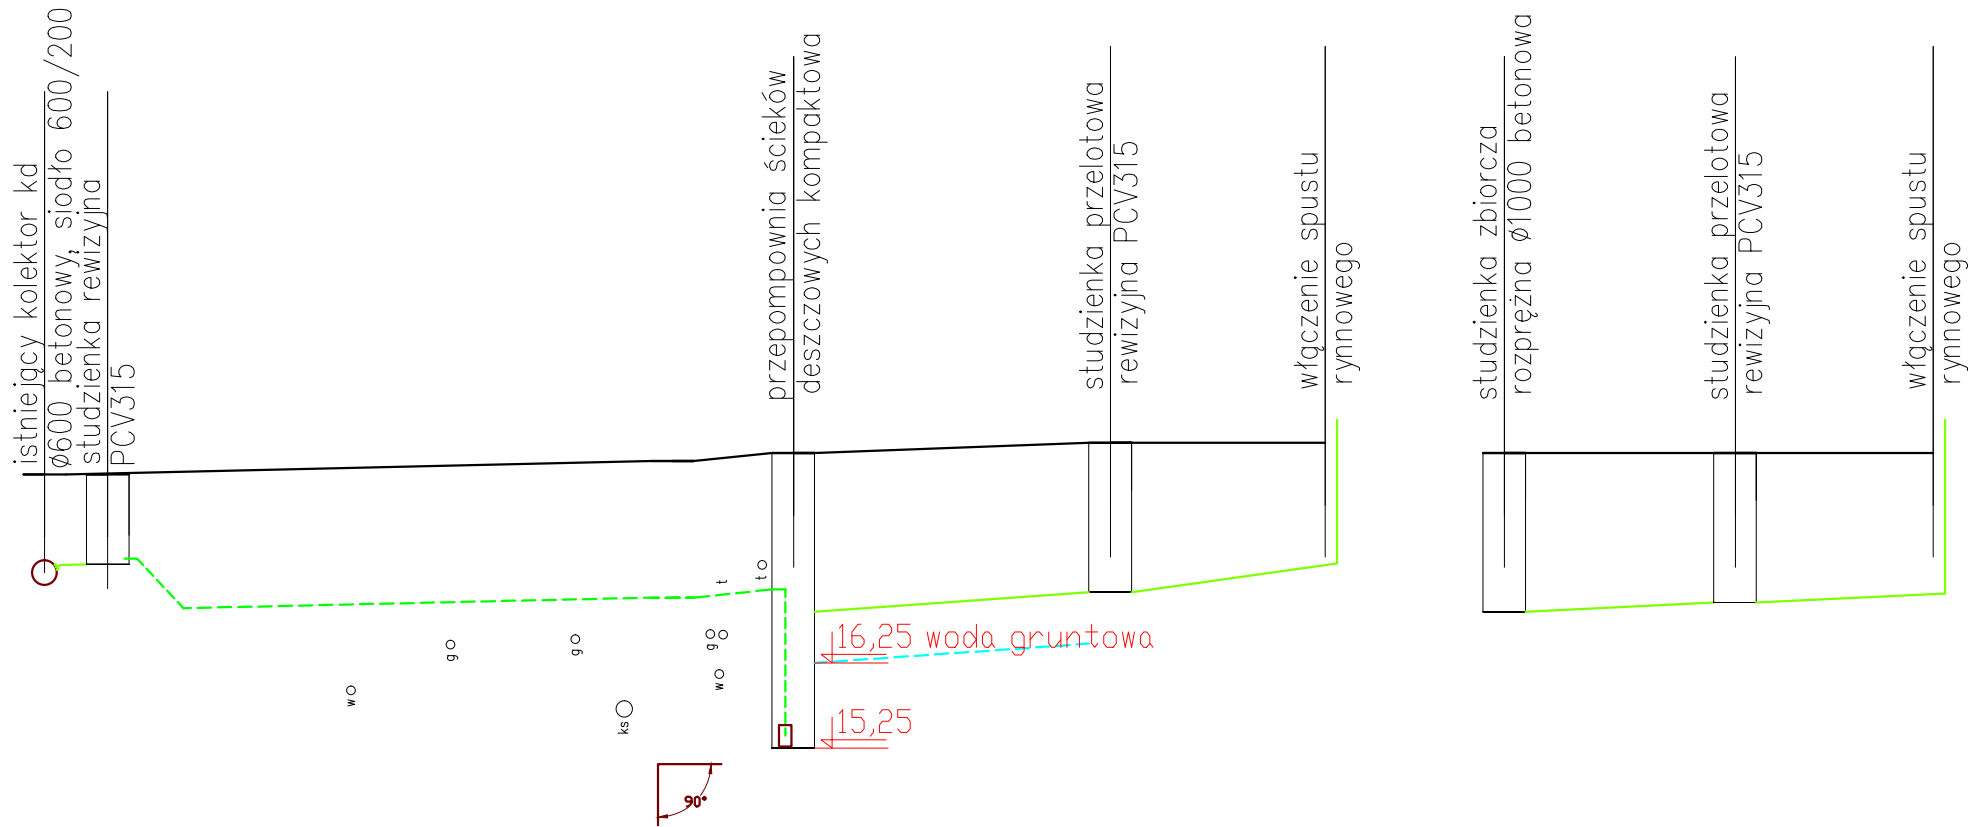 istniejący kolektor kd
ø600 betonowy, siodło 600/200
studzienka rewizyjna
PCV315
przepompownia ścieków
deszczowych kompaktowa
studzienka przelotowa
rewizyjna PCV315
włączenie spustu
rynnowego
studzienka zbiorcza
rozprężna ø1000 betonowa
studzienka przelotowa
rewizyjna PCV315
włączenie spustu
rynnowego
t
t
g
g
g
w
w
ks
16,25 woda gruntowa
15,25
90°